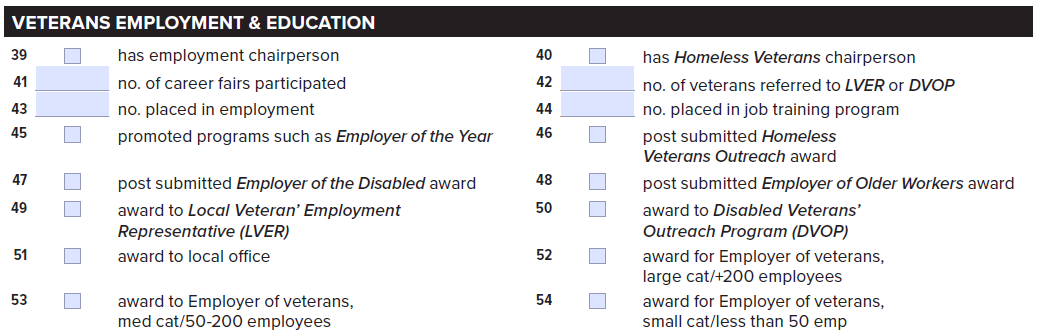 VETERANS EMPLOYMENT & EDUCATION
39 has employment chairperson
40 has Homeless Veterans chairperson
41 no. of career fairs participated
42 no. of veterans referred to LVER or DVOP
43 no. placed in employment
44 no. placed in job training program
45 promoted programs such as Employer of the Year
46 post submitted Homeless
Veterans Outreach award
47 post submitted Employer of the Disabled award
48 post submitted Employer of Older Workers award
49 award to Local Veteran’ Employment
Representative (LVER)
50 award to Disabled Veterans’
Outreach Program (DVOP)
51 award to local office
52 award for Employer of veterans,
large cat/+200 employees
53 award to Employer of veterans,
med cat/50-200 employees
54 award for Employer of veterans,
small cat/less than 50 emp